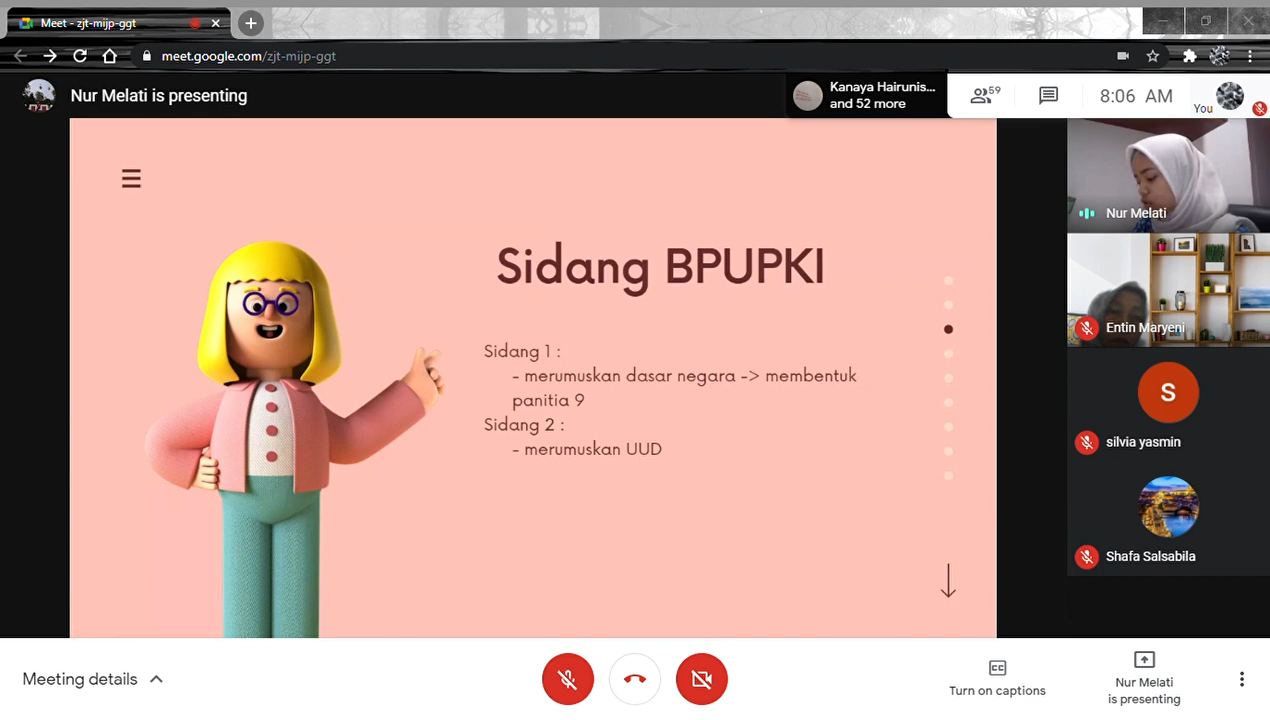 Meet - zjt-mijp-ggt
meet.google.com/zjt-mijp-ggt
Nur Melati is presenting
Kanaya Hairunis...
and 52 more
59
8:06 AM
You
Sidang BPUPKI
Sidang 1 :
- merumuskan dasar negara -> membentuk
panitia 9
Sidang 2 :
- merumuskan UUD
Nur Melati
Entin Maryeni
S
silvia yasmin
Shafa Salsabila
Meeting details
CC
Turn on captions
Nur Melati
is presenting